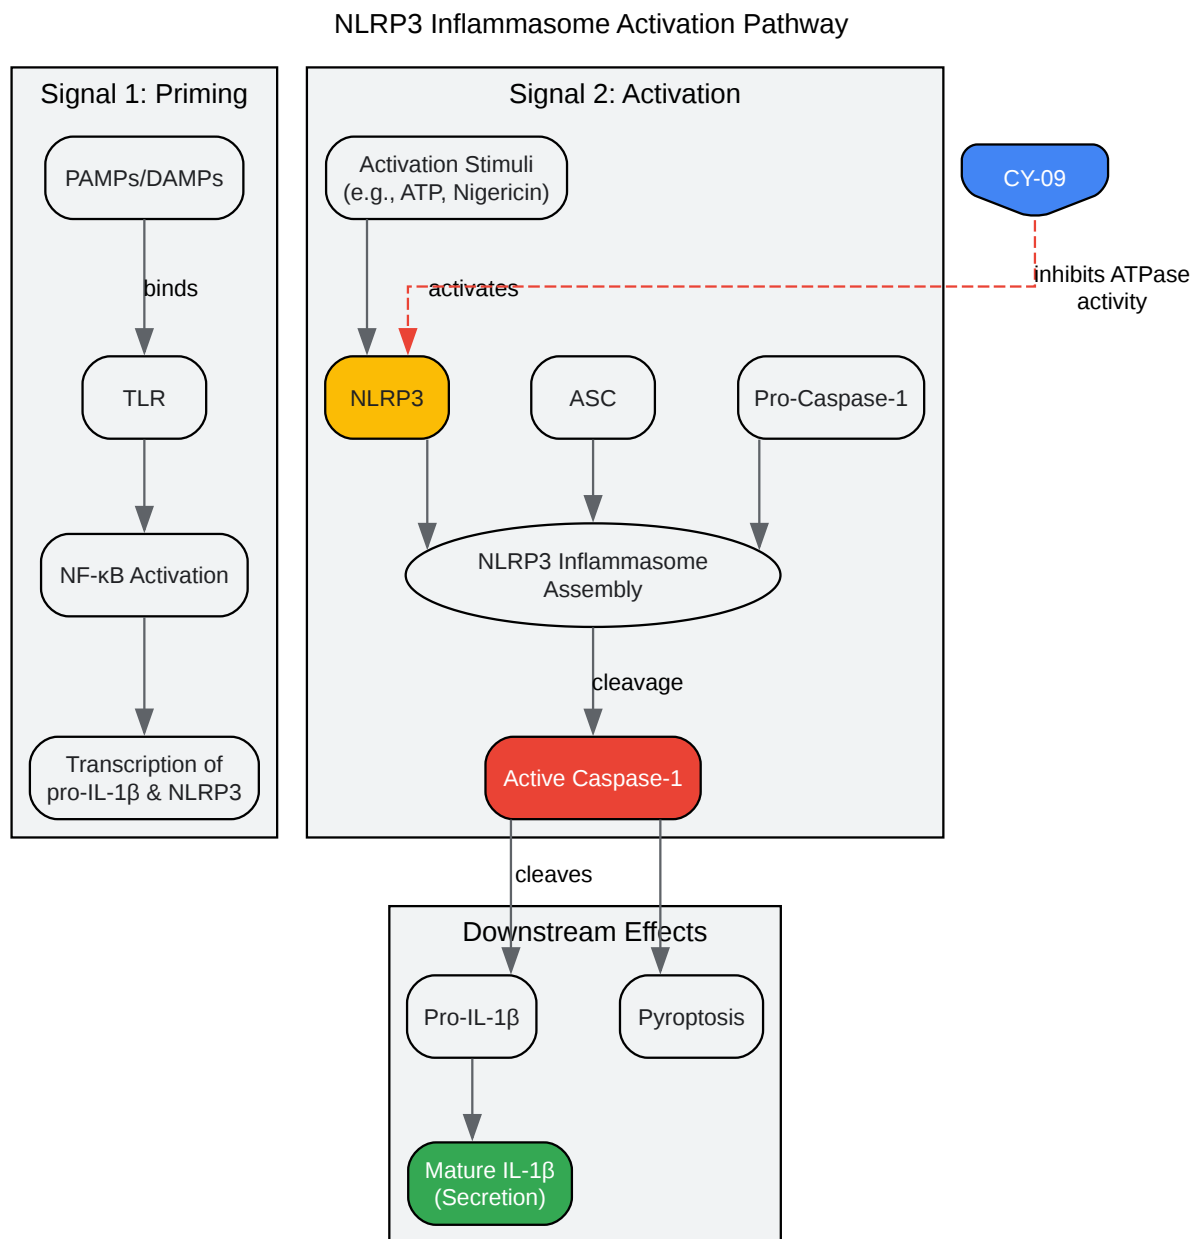 NLRP3 Inflammasome Activation Pathway
Signal 1: Priming
PAMPs/DAMPs
binds
TLR
NF-κB Activation
Transcription of
pro-IL-1β & NLRP3
Signal 2: Activation
Activation Stimuli
(e.g., ATP, Nigericin)
activates
CY-09
inhibits ATPase
activity
NLRP3
ASC
Pro-Caspase-1
NLRP3 Inflammasome
Assembly
cleavage
Active Caspase-1
cleaves
Downstream Effects
Pro-IL-1β
Pyroptosis
Mature IL-1β
(Secretion)